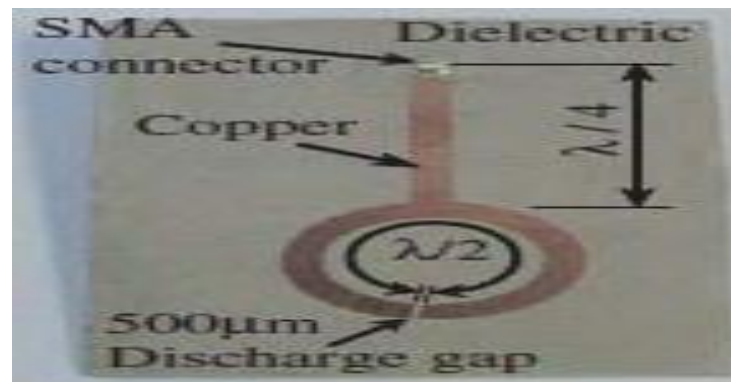 SMA
connector
Dielectric
Copper
λ/4
λ/2
500μm
Discharge gap